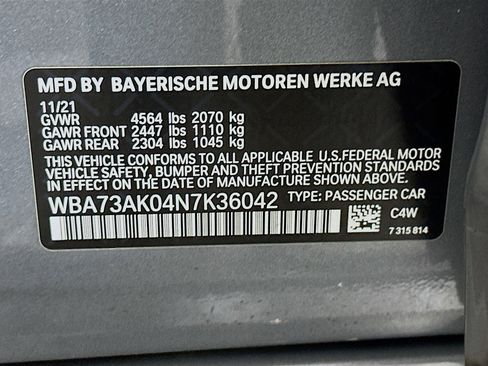 MFD BY BAYERISCHE MOTOREN WERKE AG
11/21
GVWR 4564 lbs 2070 kg
GAWR FRONT 2447 lbs 1110 kg
GAWR REAR 2304 lbs 1045 kg
THIS VEHICLE CONFORMS TO ALL APPLICABLE U.S.FEDERAL MOTOR
VEHICLE SAFETY, BUMPER, AND THEFT PREVENTION STANDARDS
IN EFFECT ON THE DATE OF MANUFACTURE SHOWN ABOVE.
WBA73AK04N7K36042 TYPE: PASSENGER CAR
C4W
7 315 814